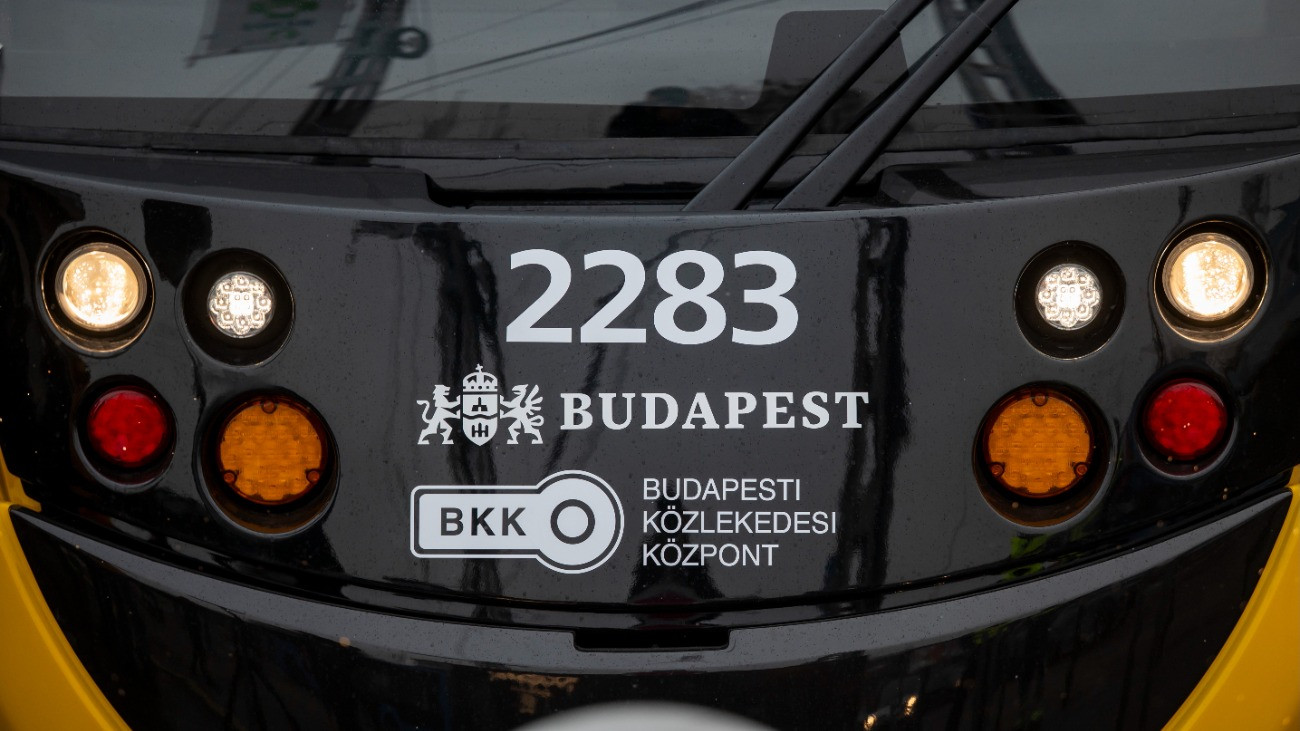 2283
BUDAPEST
BKK
BUDAPESTI
KÖZLEKEDESI
KÖZPONT